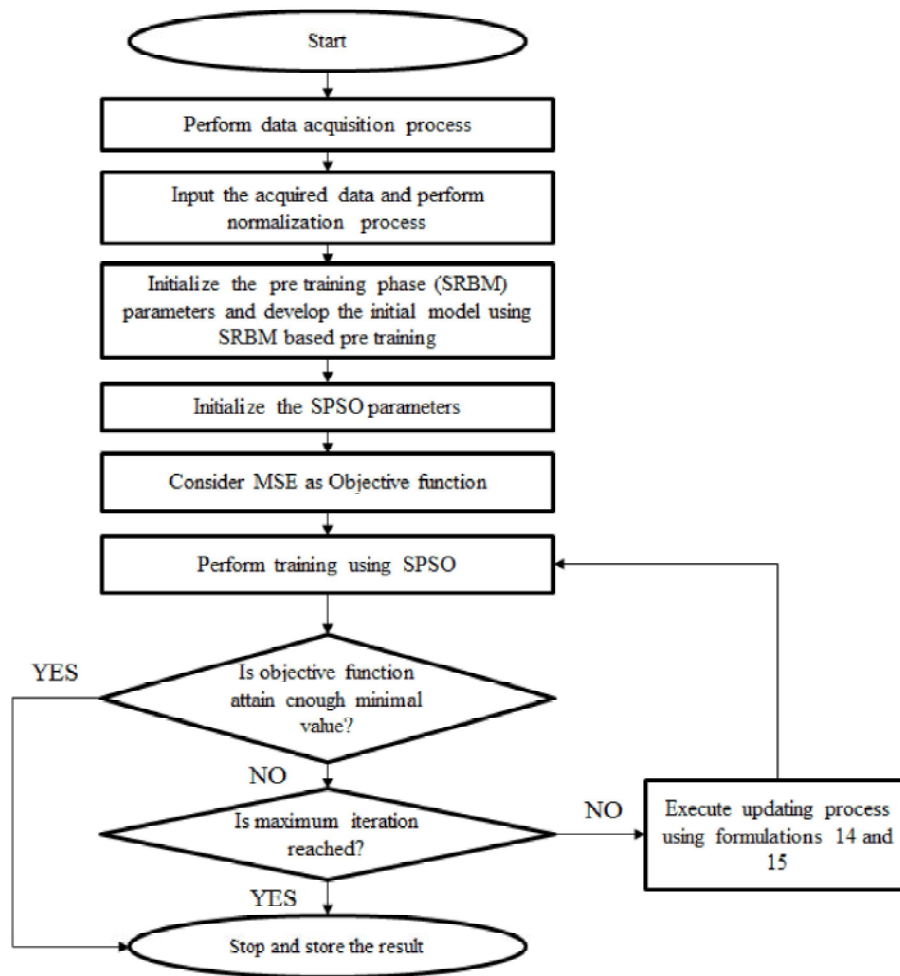 Start
Perform data acquisition process
Input the acquired data and perform
normalization process
Initialize the pre training phase (SRBM)
parameters and develop the initial model using
SRBM based pre training
Initialize the SPSO parameters
Consider MSE as Objective function
Perform training using SPSO
YES
Is objective function
attain enough minimal
value?
NO
Is maximum iteration
reached?
NO
Execute updating process
using formulations 14 and
15
YES
Stop and store the result